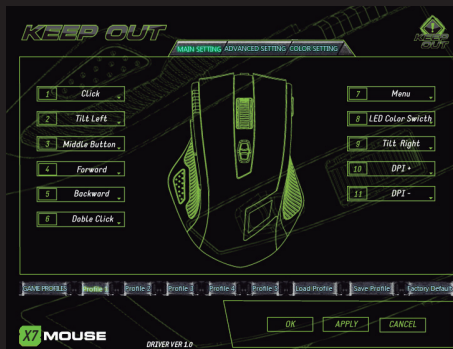 KEEP OUT
KEEP OUT
MAIN SETTING ADVANCED SETTING COLOR SETTING
1 Click
2 Tilt Left
3 Middle Button
4 Forward
5 Backward
6 Doble Click
7 Menu
8 LED Color Swicth
9 Tilt Right
10 DPI +
11 DPI -
GAME PROFILES Profile 1 Profile 2 Profile 3 Profile 4 Profile 5 Load Profile Save Profile Factory Default
OK APPLY CANCEL
X7 MOUSE
DRIVER VER 1.0